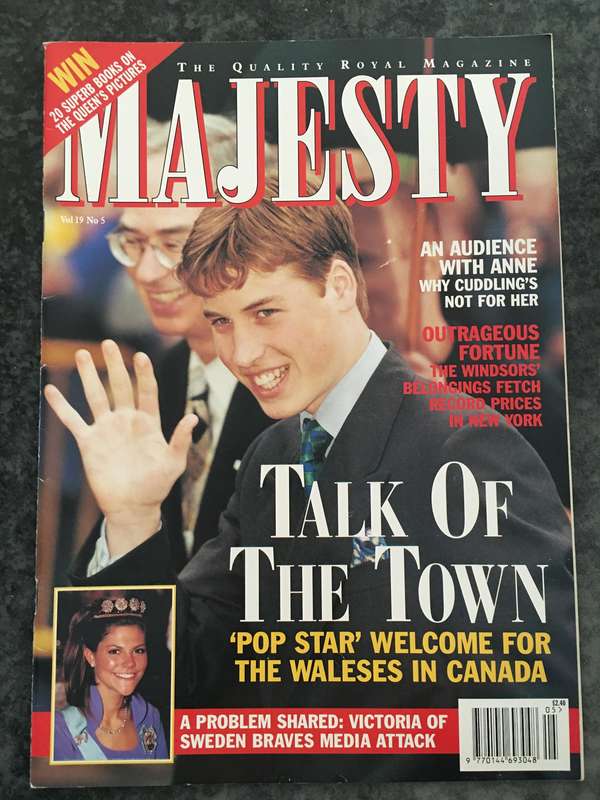 WIN
20 SUPERB BOOKS ON
THE QUEEN'S PICTURES
THE QUALITY ROYAL MAGAZINE
MAJESTY
Vol 19 No 5
AN AUDIENCE
WITH ANNE
WHY CUDDLING'S
NOT FOR HER
OUTRAGEOUS
FORTUNE
THE WINDSORS'
BELONGINGS FETCH
RECORD PRICES
IN NEW YORK
TALK OF
THE TOWN
'POP STAR' WELCOME FOR
THE WALESES IN CANADA
A PROBLEM SHARED: VICTORIA OF
SWEDEN BRAVES MEDIA ATTACK
£2.40
05>
9 770144 693048